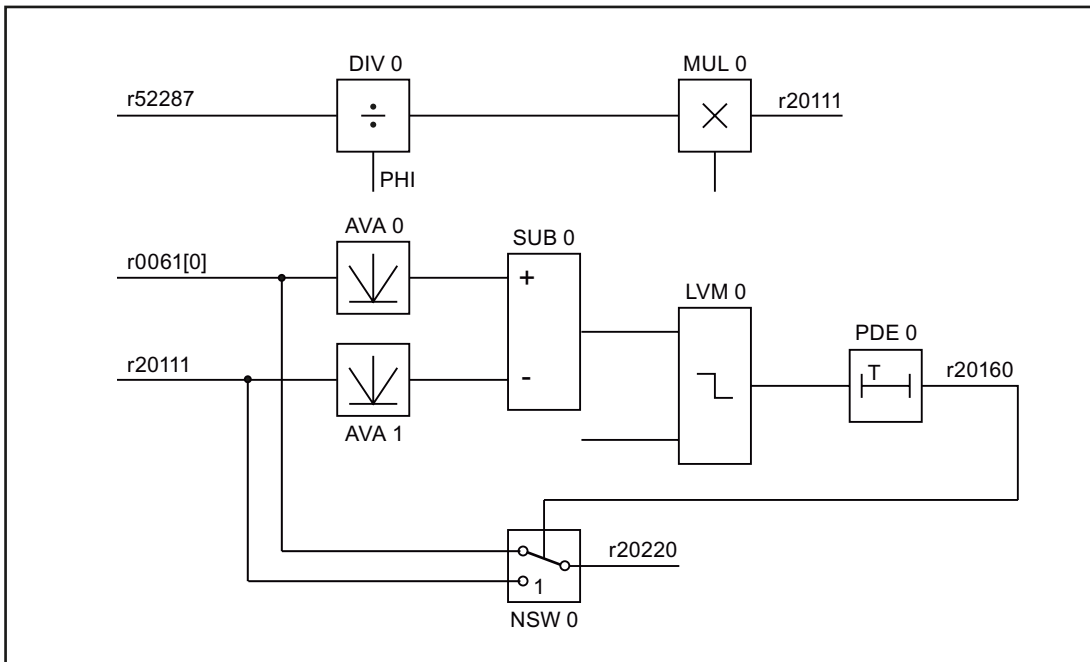 DIV 0
MUL 0
r52287
÷
×
r20111
PHI
AVA 0
SUB 0
r0061[0]
+
LVM 0
PDE 0
r20111
-
T
r20160
AVA 1
r20220
1
NSW 0